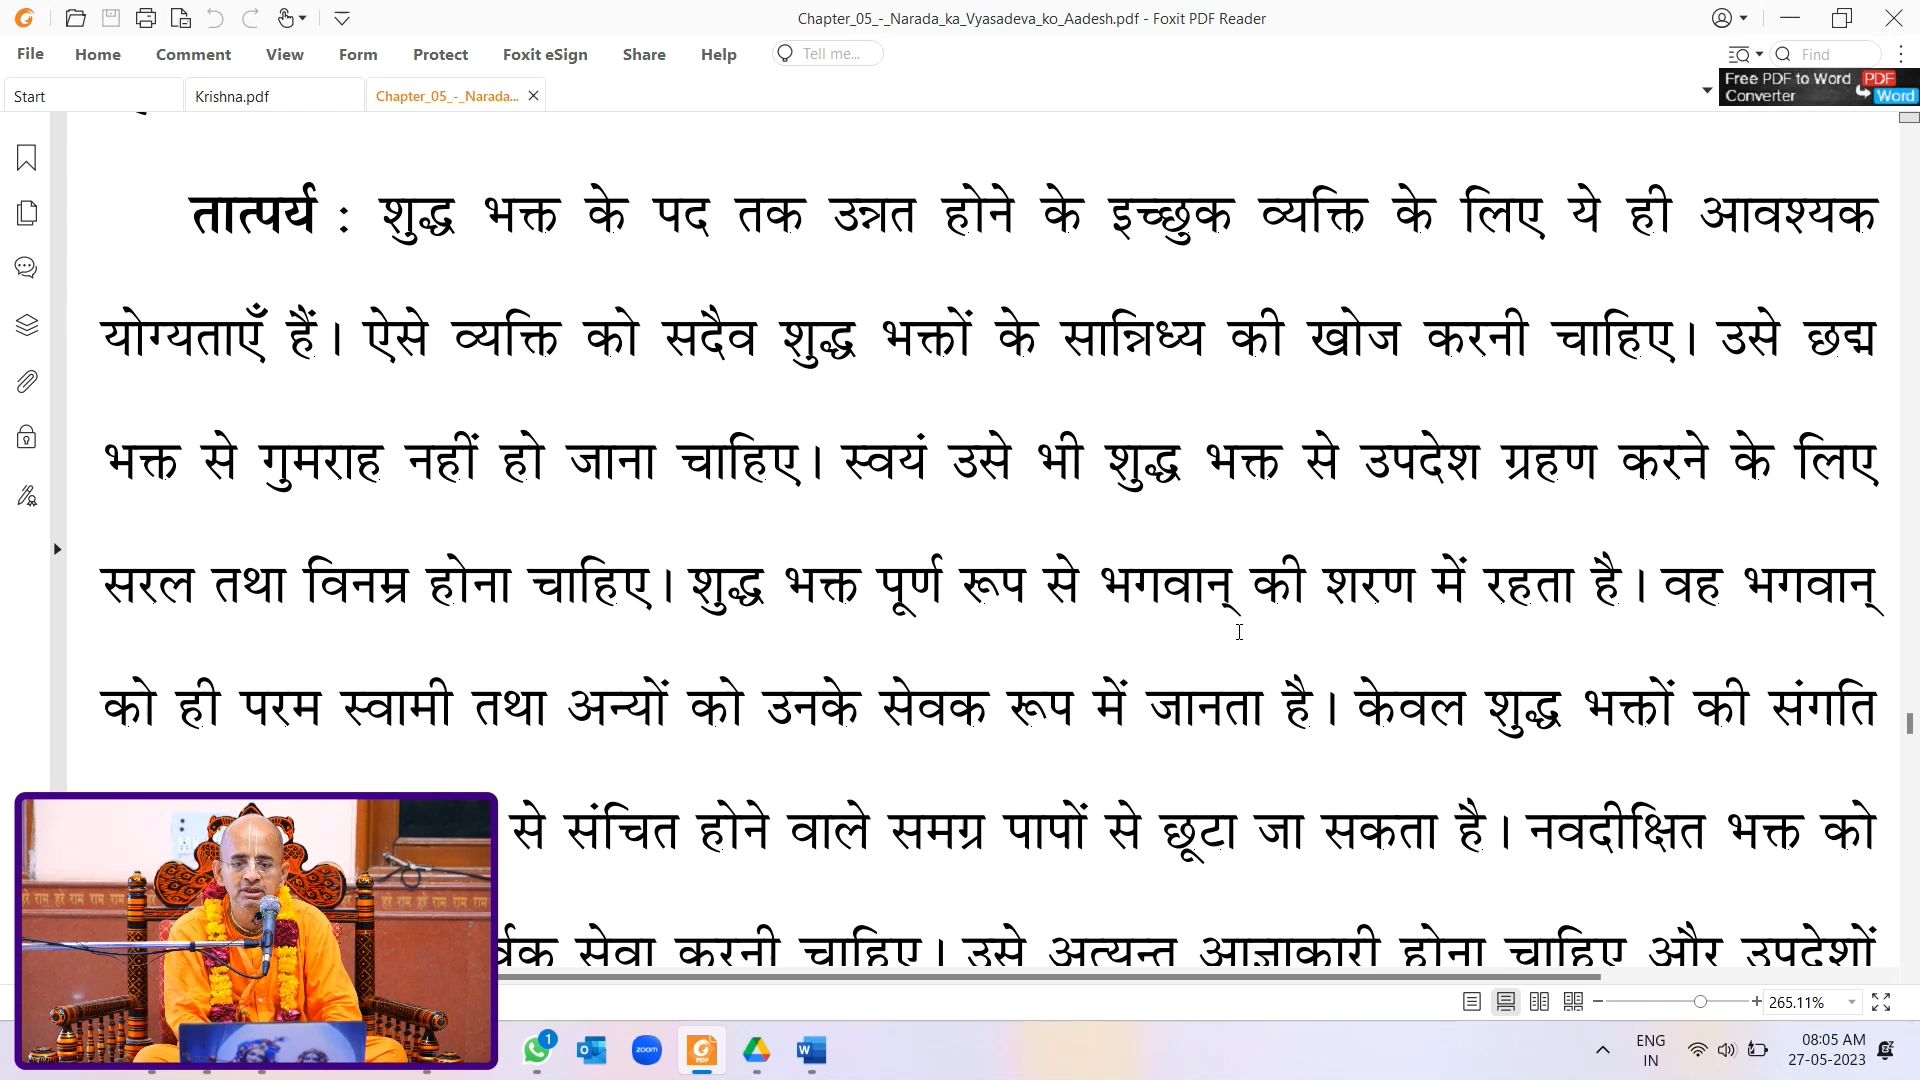 Chapter_05_-_Narada_ka_Vyasadeva_ko_Aadesh.pdf - Foxit PDF Reader
File Home Comment View Form Protect Foxit eSign Share Help Tell me... Find
Free PDF to Word Converter PDF Word
Start Krishna.pdf Chapter_05_-_Narada...
तात्पर्य : शुद्ध भक्त के पद तक उन्नत होने के इच्छुक व्यक्ति के लिए ये ही आवश्यक
योग्यताएँ हैं। ऐसे व्यक्ति को सदैव शुद्ध भक्तों के सान्निध्य की खोज करनी चाहिए। उसे छद्म
भक्त से गुमराह नहीं हो जाना चाहिए। स्वयं उसे भी शुद्ध भक्त से उपदेश ग्रहण करने के लिए
सरल तथा विनम्र होना चाहिए। शुद्ध भक्त पूर्ण रूप से भगवान् की शरण में रहता है। वह भगवान्
को ही परम स्वामी तथा अन्यों को उनके सेवक रूप में जानता है। केवल शुद्ध भक्तों की संगति
से संचित होने वाले समग्र पापों से छूटा जा सकता है। नवदीक्षित भक्त को
सेवा करनी चाहिए। उसे अत्यन्त आज्ञाकारी होना चाहिए और उपदेशों
265.11%
1 zoom PDF W
ENG IN
08:05 AM
27-05-2023